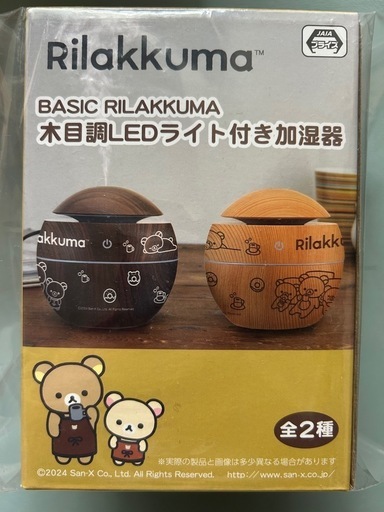 Rilakkuma™
JAIA
プライズ
BASIC RILAKKUMA
木目調LEDライト付き加湿器
akkuma™
Rilakku
全2種
※実際の製品と画像は多少異なる場合があります
©2024 San-X Co., Ltd. All Rights Reserved.
http://www.san-x.co.jp/